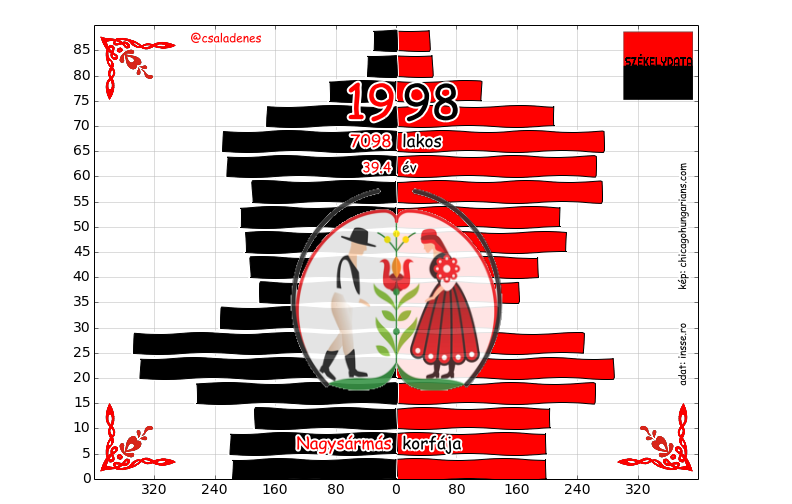 @csaladenes
SZÉKELYDATA
1998
7098 lakos
39.4 év
kép: chicagohungarians.com
adat: insse.ro
Nagysármás korfája
85
80
75
70
65
60
55
50
45
40
35
30
25
20
15
10
5
0
320 240 160 80 0 80 160 240 320